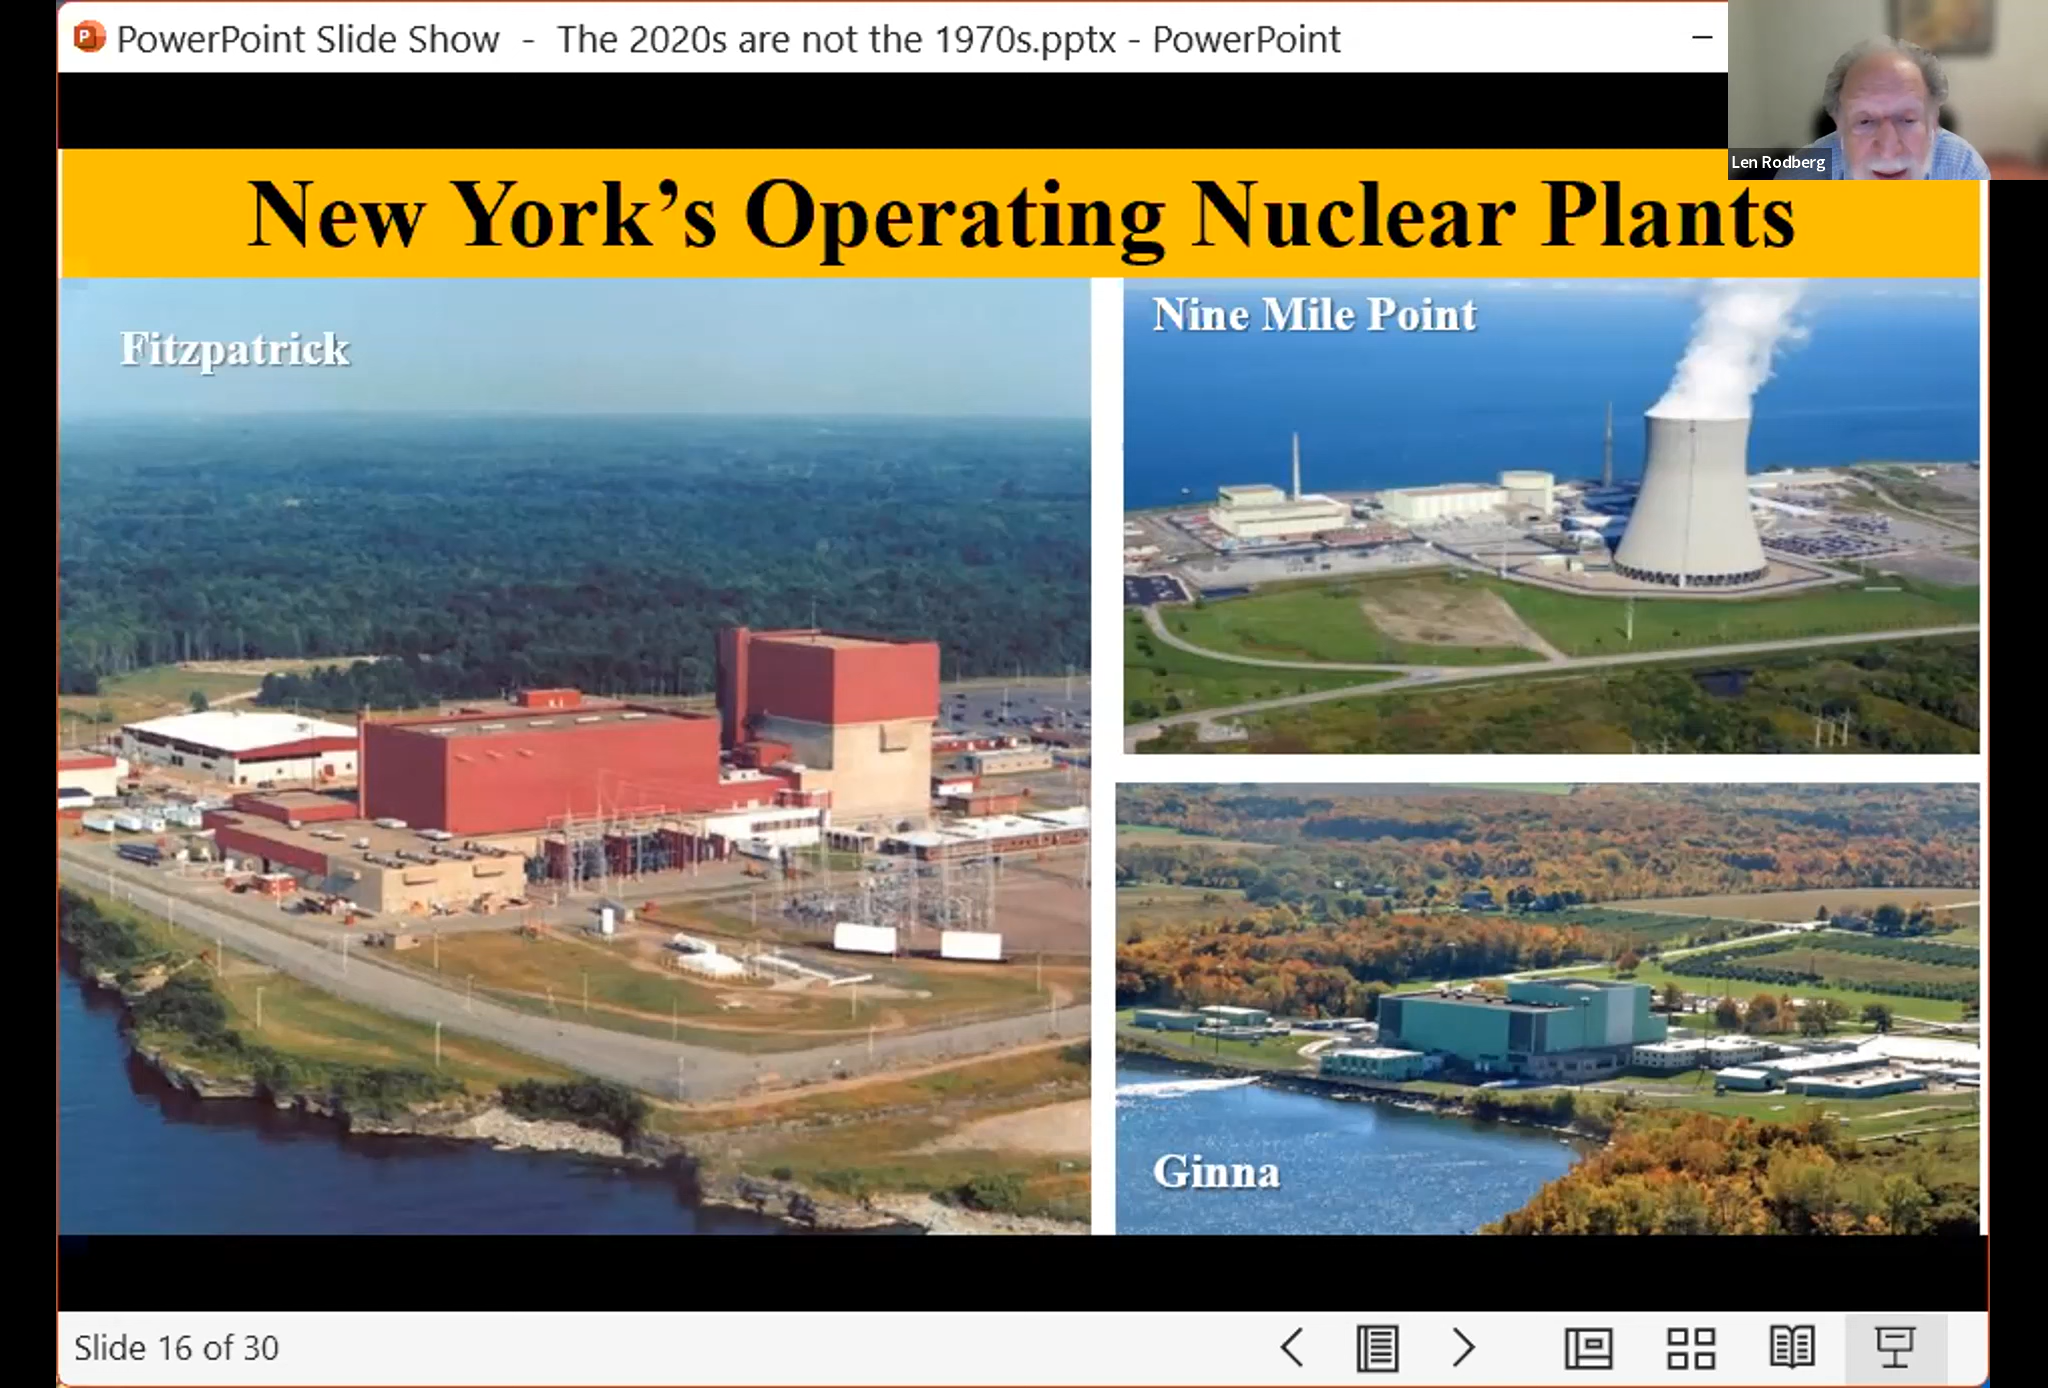 PowerPoint Slide Show - The 2020s are not the 1970s.pptx - PowerPoint
Len Rodberg
New York’s Operating Nuclear Plants
Fitzpatrick
Nine Mile Point
Ginna
Slide 16 of 30